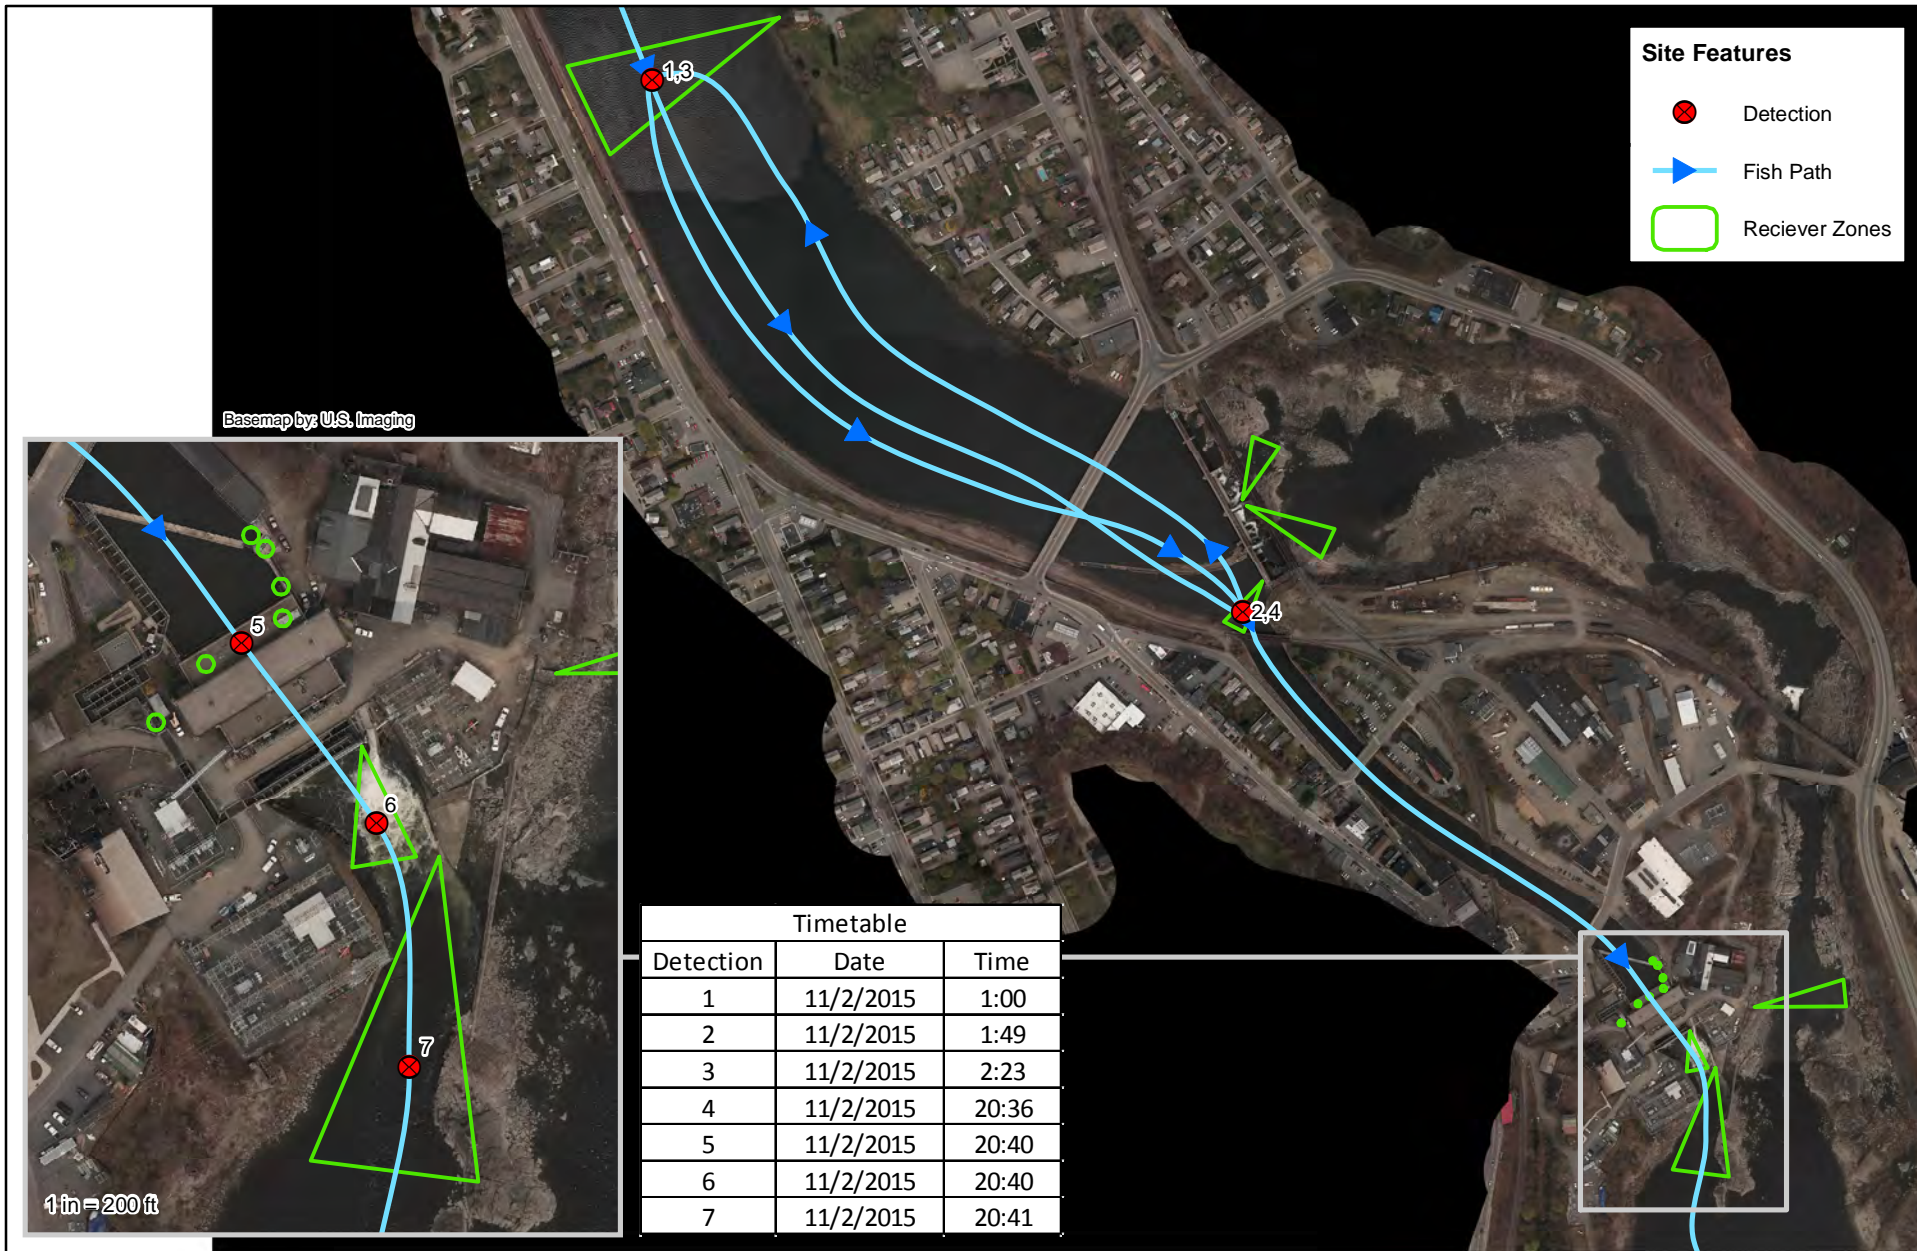 1,3
Site Features
Detection
Fish Path
Reciever Zones
Basemap by: U.S. Imaging
2,4
5
6
7
1 in = 200 ft
Timetable
Detection Date Time
1 11/2/2015 1:00
2 11/2/2015 1:49
3 11/2/2015 2:23
4 11/2/2015 20:36
5 11/2/2015 20:40
6 11/2/2015 20:40
7 11/2/2015 20:41